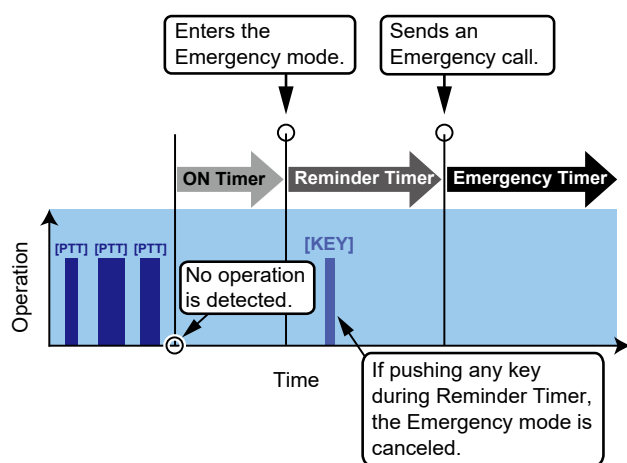 Enters the
Emergency mode.
Sends an
Emergency call.
ON Timer
Reminder Timer
Emergency Timer
Operation
[PTT] [PTT] [PTT]
[KEY]
No operation
is detected.
Time
If pushing any key
during Reminder Timer,
the Emergency mode is
canceled.